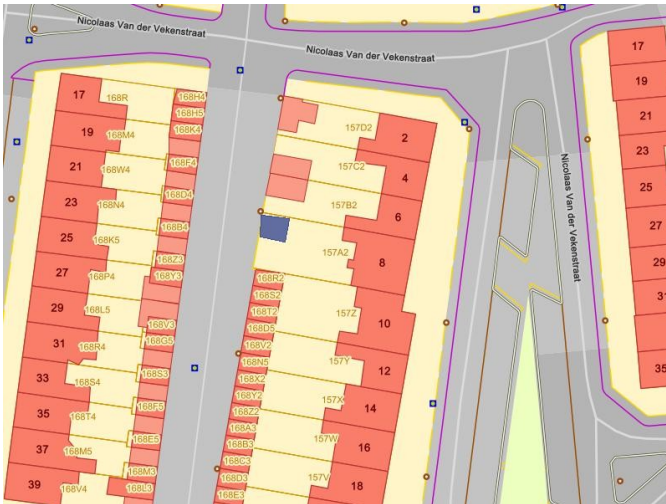 Nicolaas Van der Vekenstraat
Nicolaas Van der Vekenstraat
Nicolaas Van der Vekenstraat
17
168R
168H4
168H5
19
168M4
168K4
21
168W4
168F4
23
168N4
168D4
25
168K5
168B4
168Z3
27
168P4
168Y3
29
168L5
168V3
168G5
31
168R4
33
168S4
168S3
35
168T4
168F5
37
168M5
168E5
168M3
39
168V4
168L3
157D2
2
157C2
4
157B2
6
157A2
8
168R2
168S2
168T2
157Z
10
168D5
168V2
168N5
157Y
12
168X2
168Y2
157X
14
168Z2
168A3
157W
16
168B3
168C3
168D3
157V
18
168E3
17
19
21
23
25
27
29
35